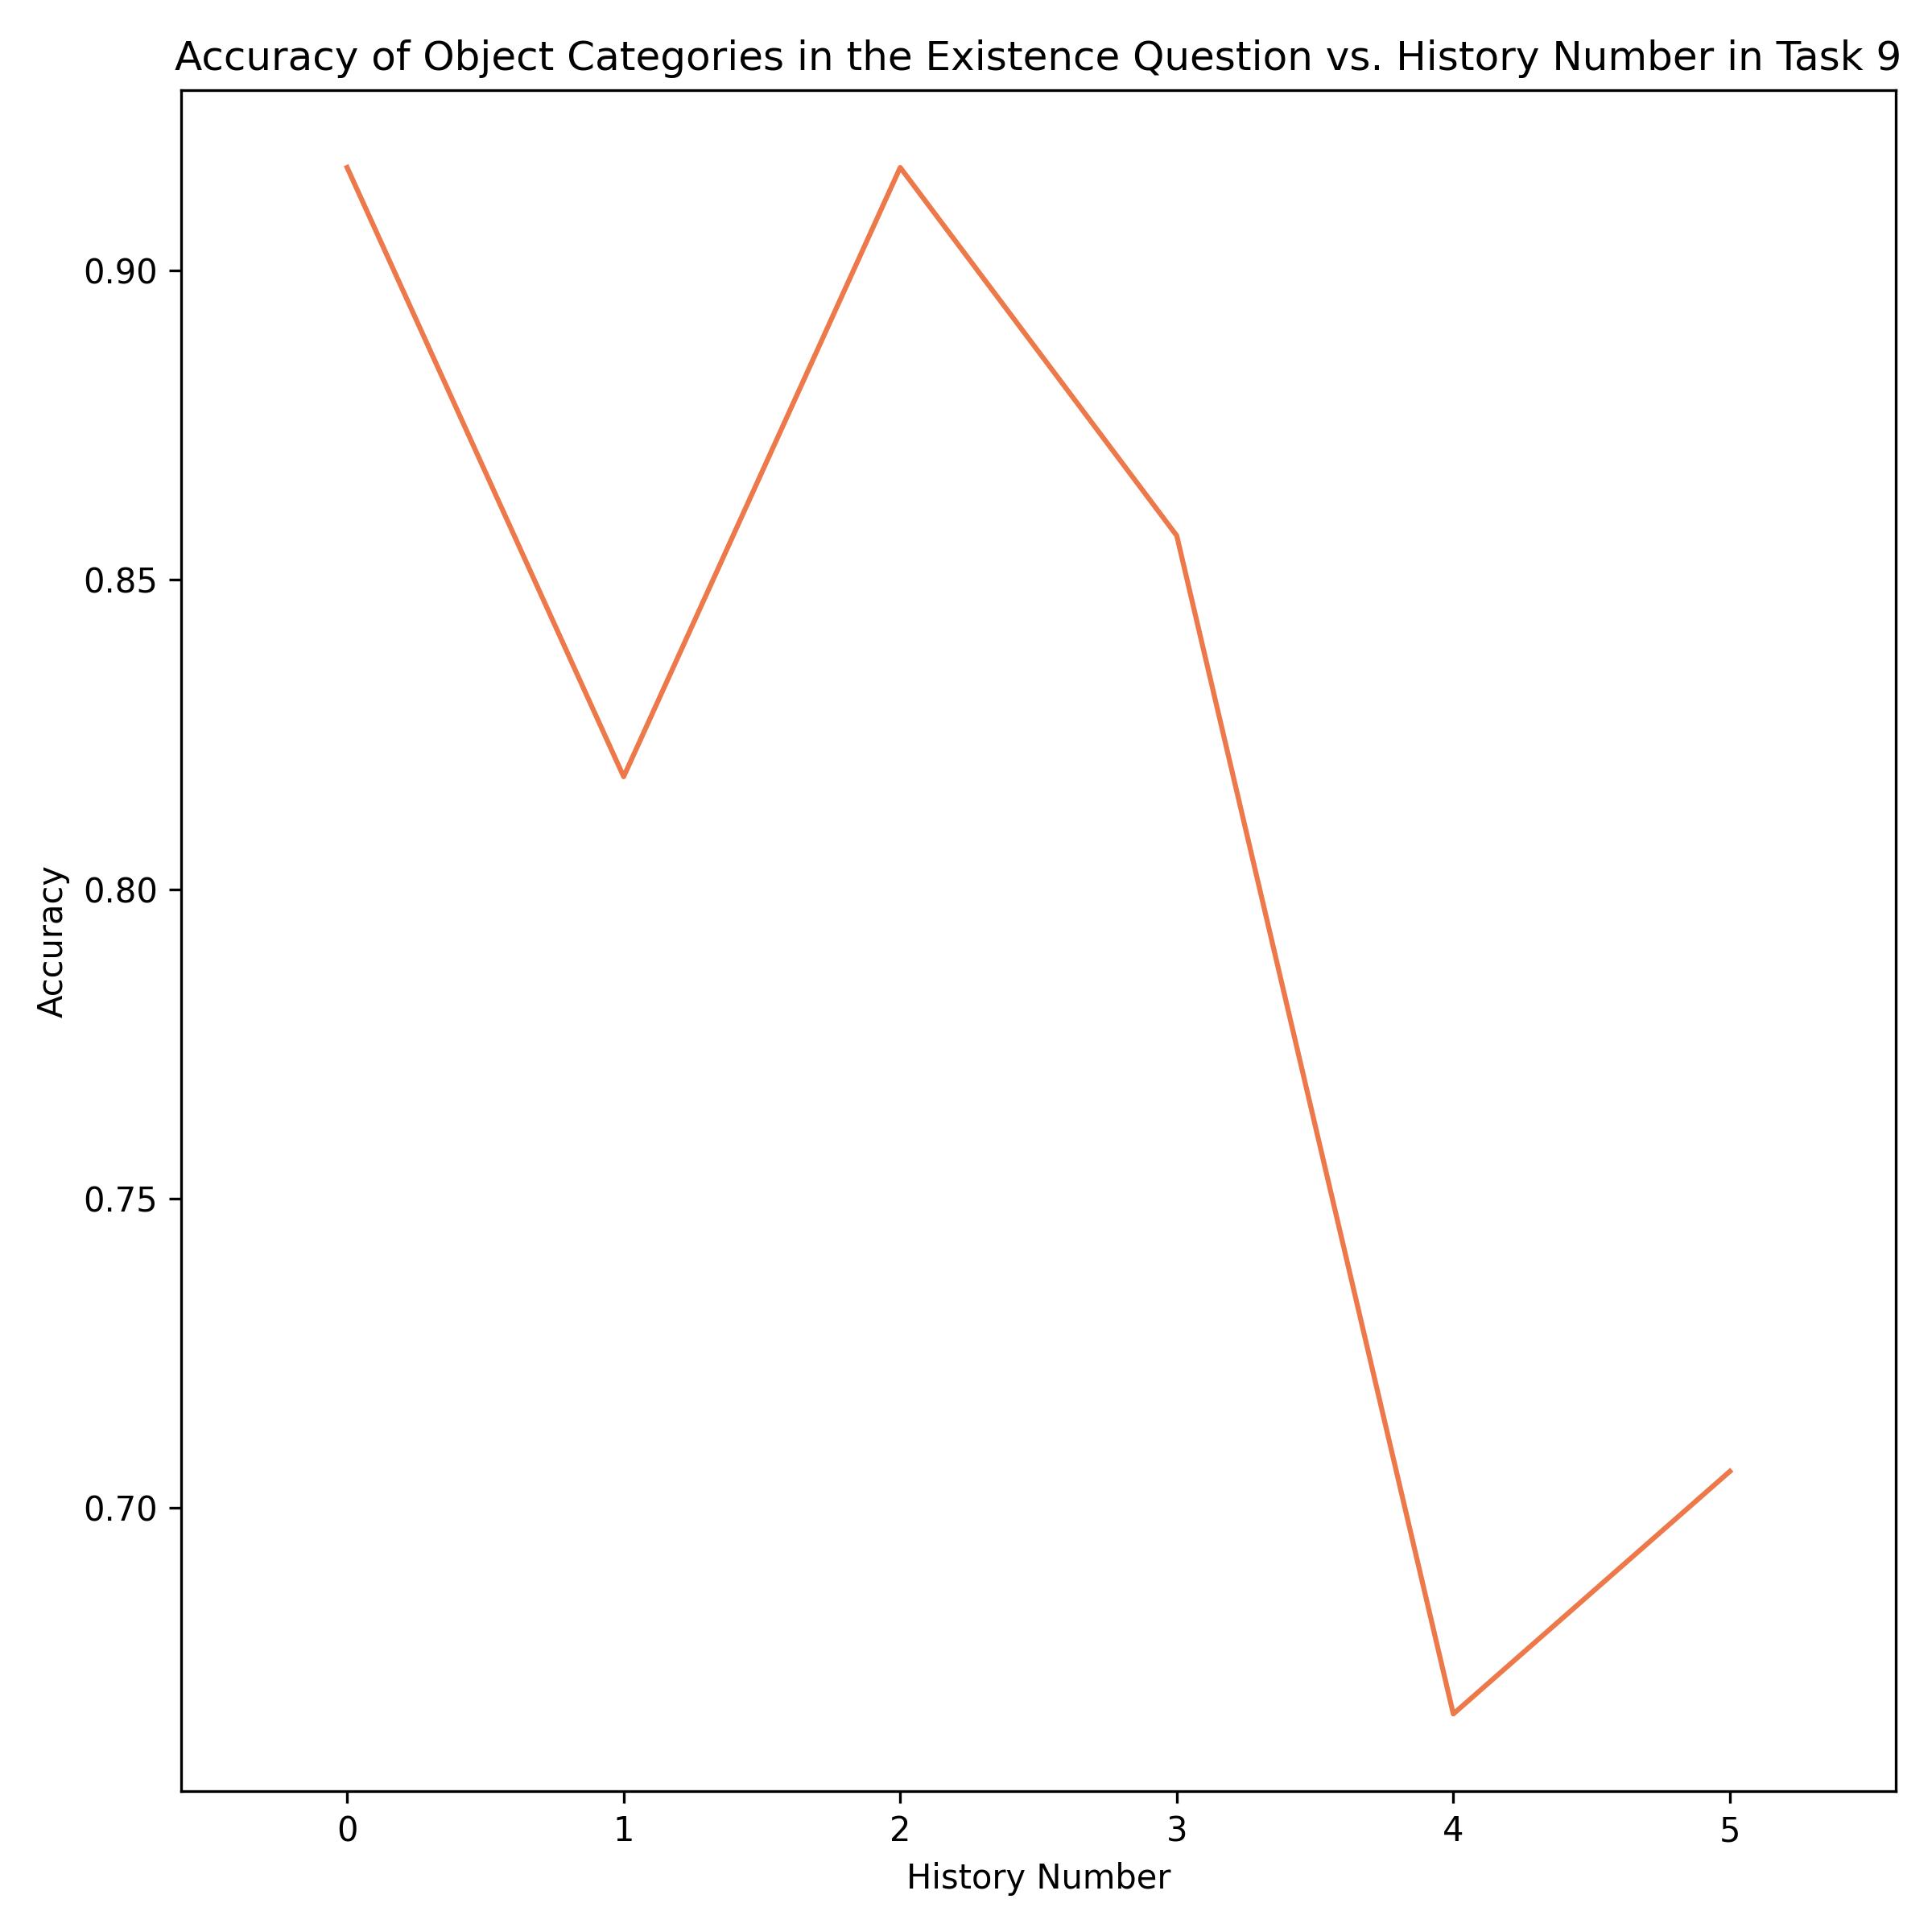 Accuracy of Object Categories in the Existence Question vs. History Number in Task 9
0.90
0.85
0.80
0.75
0.70
Accuracy
0 1 2 3 4 5
History Number